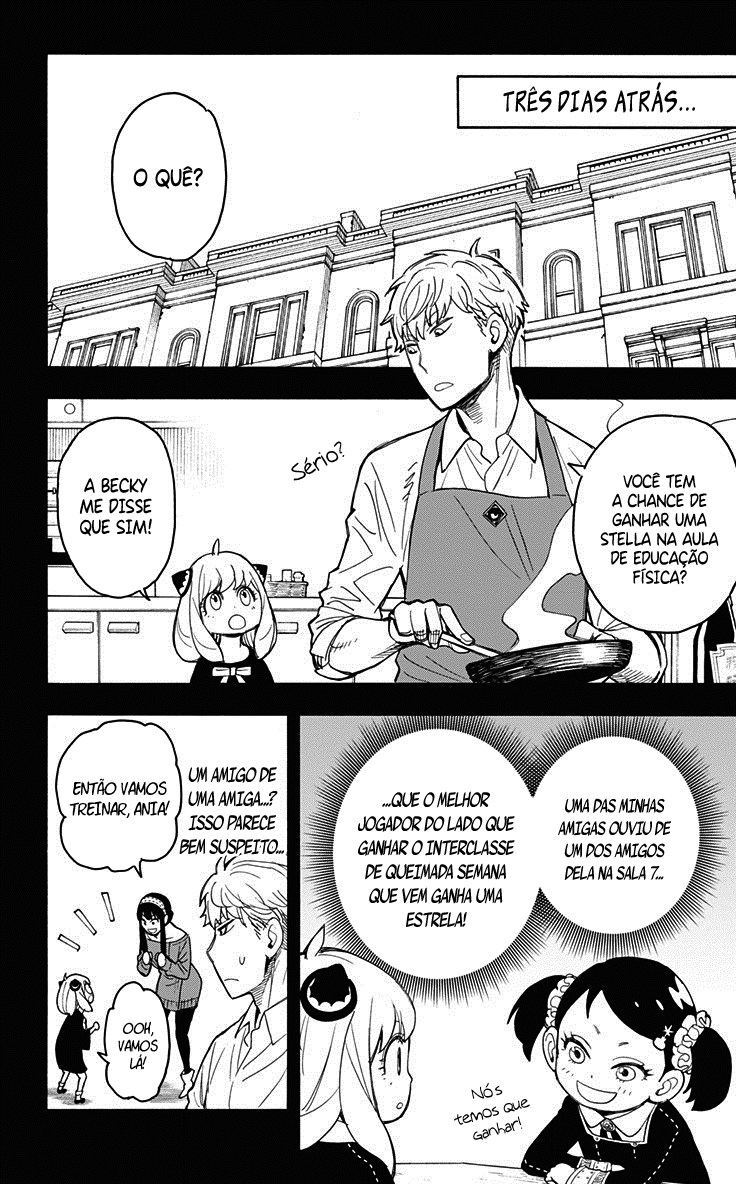 TRÊS DIAS ATRÁS...
O QUÊ?
VOCÊ TEM
A CHANCE DE
GANHAR UMA
STELLA NA AULA
DE EDUCAÇÃO
FÍSICA?
Sério?
A BECKY
ME DISSE
QUE SIM!
UMA DAS MINHAS
AMIGAS OUVIU DE
UM DOS AMIGOS
DELA NA SALA 7...
...QUE O MELHOR
JOGADOR DO LADO QUE
GANHAR O INTERCLASSE
DE QUEIMADA SEMANA
QUE VEM GANHA UMA
ESTRELA!
Nós
temos que
ganhar!
UM AMIGO DE
UMA AMIGA...?
ISSO PARECE
BEM SUSPEITO...
ENTÃO VAMOS
TREINAR, ANIA!
OOH,
VAMOS
LÁ!